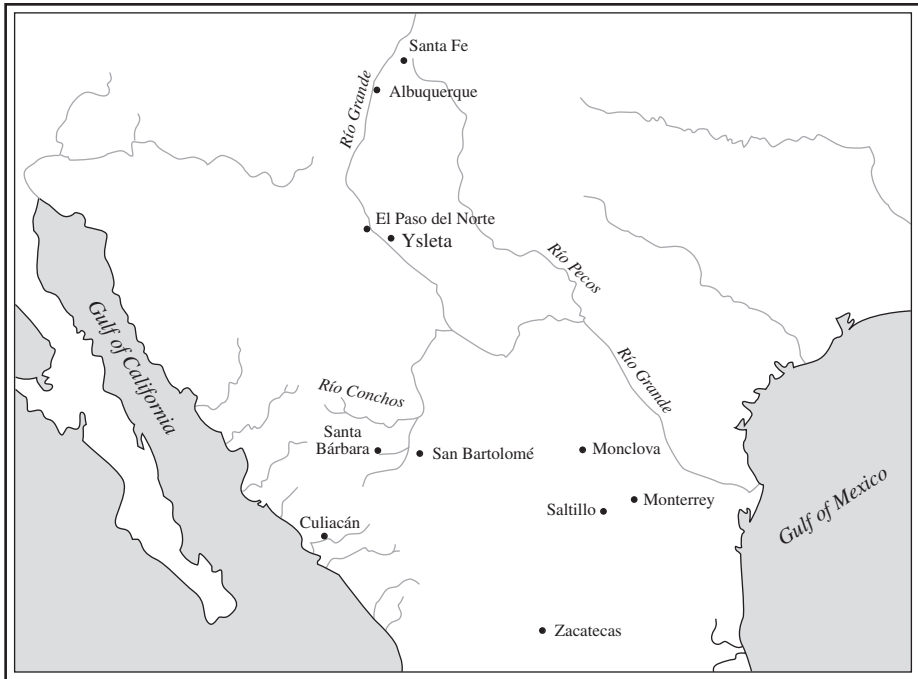 Santa Fe
Río Grande
Albuquerque
El Paso del Norte
Ysleta
Río Pecos
Gulf of California
Río Grande
Río Conchos
Santa
Bárbara
San Bartolomé
Monclova
Saltillo
Monterrey
Gulf of Mexico
Culiacán
Zacatecas